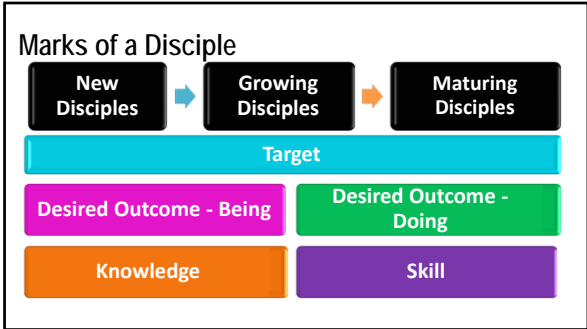 Marks of a Disciple
New
Disciples
Growing
Disciples
Maturing
Disciples
Target
Desired Outcome - Being
Desired Outcome -
Doing
Knowledge
Skill